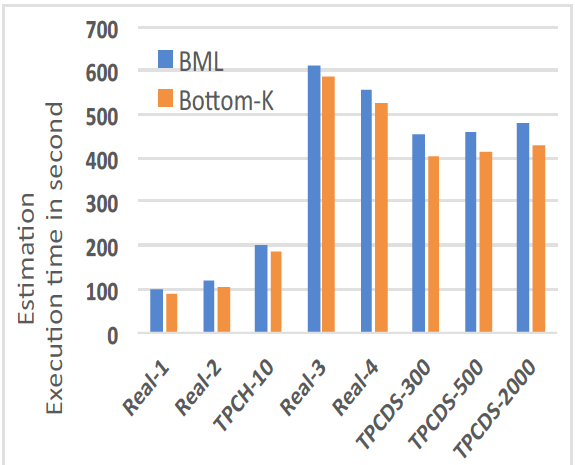 700
600
500
400
300
200
100
0
BML
Bottom-K
Estimation
Execution time in second
Real-1
Real-2
TPCH-10
Real-3
Real-4
TPCDS-300
TPCDS-500
TPCDS-2000